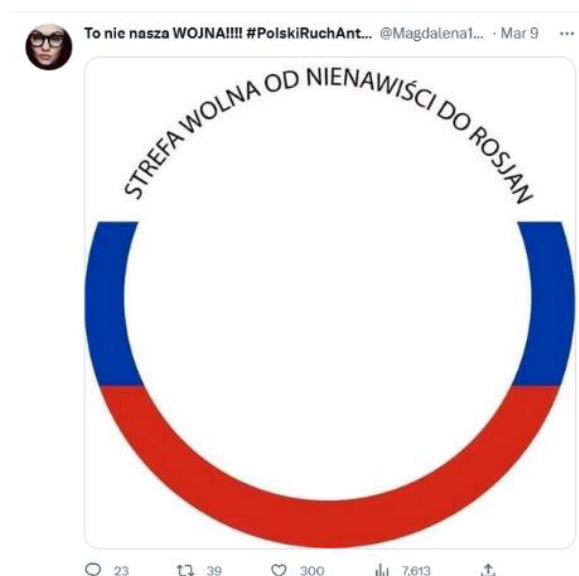 To nie nasza WOJNA!!!! #PolskiRuchAnt... @Magdalena1... · Mar 9
STREFA WOLNA OD NIENAWIŚCI DO ROSJAN
23 39 300 7,613